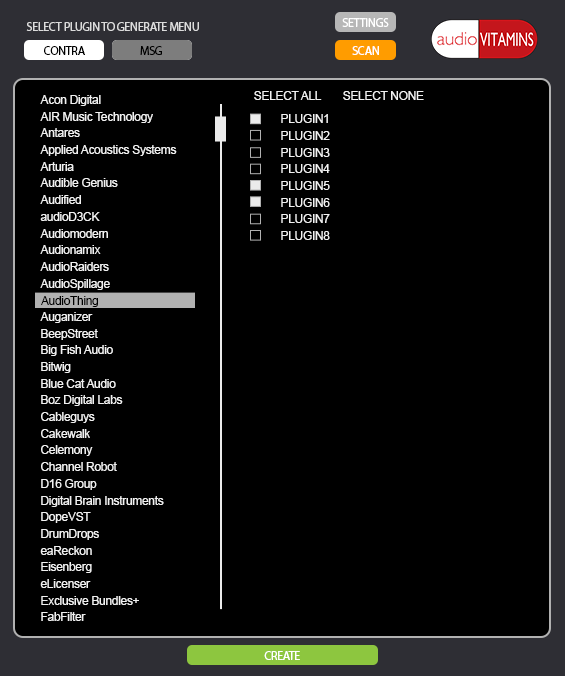 SELECT PLUGIN TO GENERATE MENU
SETTINGS
CONTRA
MSG
SCAN
audioVITAMINS
SELECT ALL
SELECT NONE
Acon Digital
AIR Music Technology
Antares
Applied Acoustics Systems
Arturia
Audible Genius
Audified
audioD3CK
Audiomodern
Audionamix
AudioRaiders
AudioSpillage
AudioThing
Auganizer
BeepStreet
Big Fish Audio
Bitwig
Blue Cat Audio
Boz Digital Labs
Cableguys
Cakewalk
Celemony
Channel Robot
D16 Group
Digital Brain Instruments
DopeVST
DrumDrops
eaReckon
Eisenberg
eLicenser
Exclusive Bundles+
FabFilter
PLUGIN1
PLUGIN2
PLUGIN3
PLUGIN4
PLUGIN5
PLUGIN6
PLUGIN7
PLUGIN8
CREATE